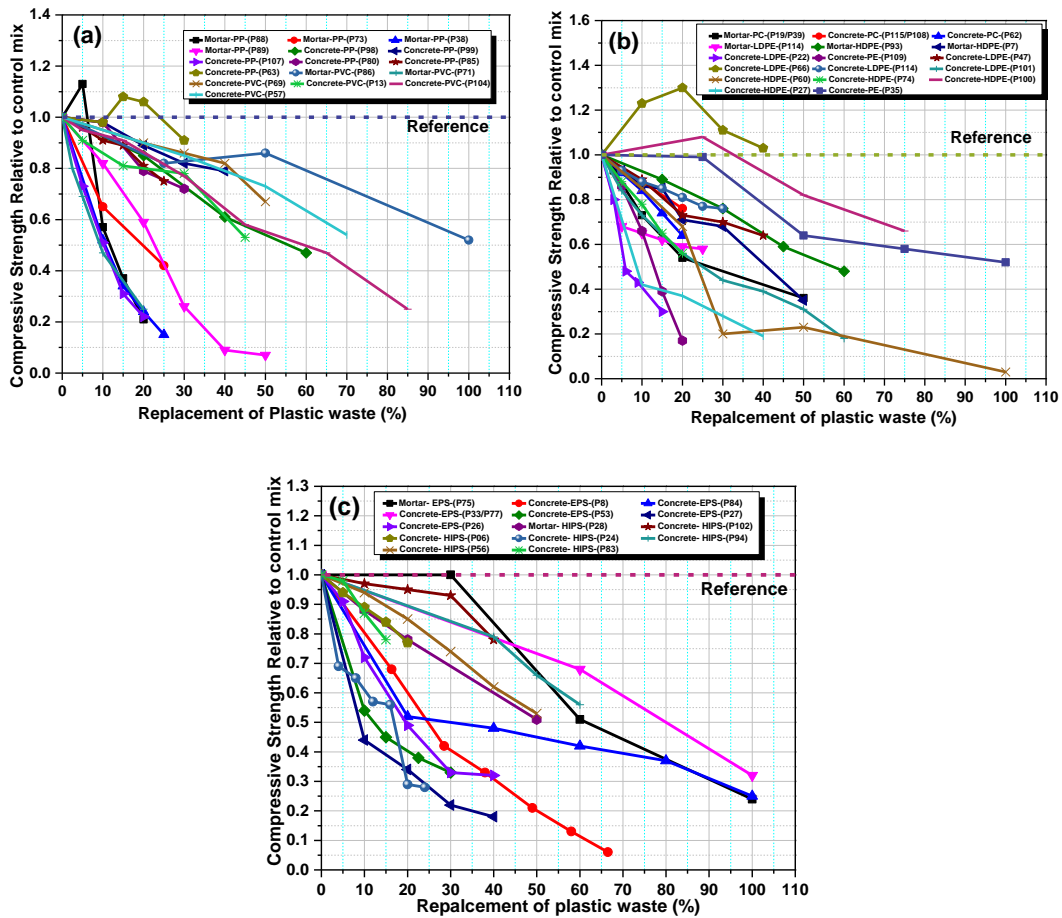 (a)
Mortar-PP-(P88) Mortar-PP-(P73) Mortar-PP-(P38)
Mortar-PP-(P89) Concrete-PP-(P98) Concrete-PP-(P99)
Concrete-PP-(P107) Concrete-PP-(P80) Concrete-PP-(P85)
Concrete-PP-(P63) Mortar-PVC-(P86) Mortar-PVC-(P71)
Concrete-PVC-(P69) Concrete-PVC-(P13) Concrete-PVC-(P104)
Concrete-PVC-(P57)
Reference
Compressive Strength Relative to control mix
1.4
1.2
1.0
0.8
0.6
0.4
0.2
0.0
0 10 20 30 40 50 60 70 80 90 100 110
Replacement of Plastic waste (%)
(b)
Mortar-PC-(P19/P39) Concrete-PC-(P115/P108) Concrete-PC-(P62)
Mortar-LDPE-(P114) Mortar-HDPE-(P93) Mortar-HDPE-(P7)
Concrete-LDPE-(P22) Concrete-PE-(P109) Concrete-LDPE-(P47)
Concrete-LDPE-(P66) Concrete-LDPE-(P114) Concrete-LDPE-(P101)
Concrete-HDPE-(P60) Concrete-HDPE-(P74) Concrete-HDPE-(P100)
Concrete-HDPE-(P27) Concrete-PE-(P35)
Reference
Compressive Strength Relative to control mix
1.6
1.4
1.2
1.0
0.8
0.6
0.4
0.2
0.0
0 10 20 30 40 50 60 70 80 90 100 110
Repalcement of plastic waste (%)
(c)
Mortar- EPS-(P75) Concrete-EPS-(P8) Concrete-EPS-(P84)
Concrete-EPS-(P33/P77) Concrete-EPS-(P53) Concrete-EPS-(P27)
Concrete-EPS-(P26) Mortar- HIPS-(P28) Concrete- HIPS-(P102)
Concrete- HIPS-(P06) Concrete- HIPS-(P24) Concrete- HIPS-(P94)
Concrete- HIPS-(P56) Concrete- HIPS-(P83)
Reference
Compressive Strength Relative to control mix
1.3
1.2
1.1
1.0
0.9
0.8
0.7
0.6
0.5
0.4
0.3
0.2
0.1
0.0
0 10 20 30 40 50 60 70 80 90 100 110
Repalcement of plastic waste (%)